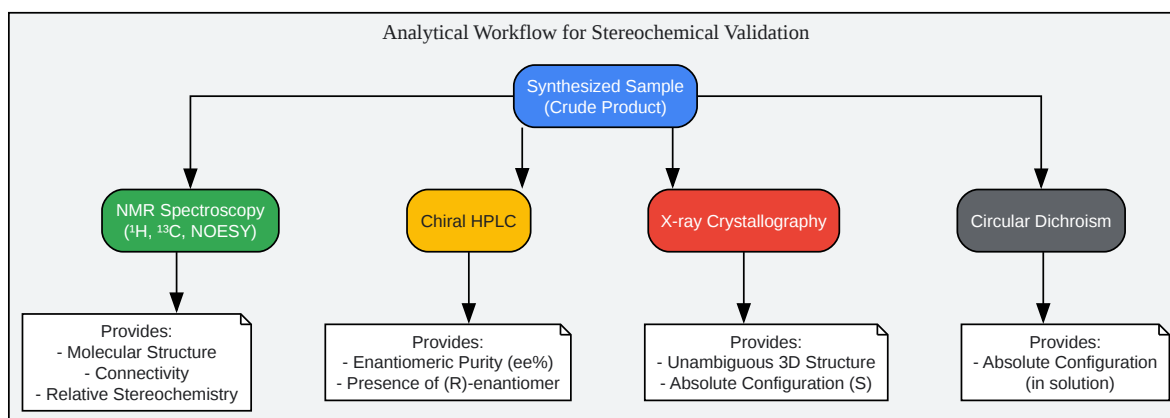 Analytical Workflow for Stereochemical Validation
Synthesized Sample
(Crude Product)
NMR Spectroscopy
(¹H, ¹³C, NOESY)
Chiral HPLC
X-ray Crystallography
Circular Dichroism
Provides:
- Molecular Structure
- Connectivity
- Relative Stereochemistry
Provides:
- Enantiomeric Purity (ee%)
- Presence of (R)-enantiomer
Provides:
- Unambiguous 3D Structure
- Absolute Configuration (S)
Provides:
- Absolute Configuration
(in solution)